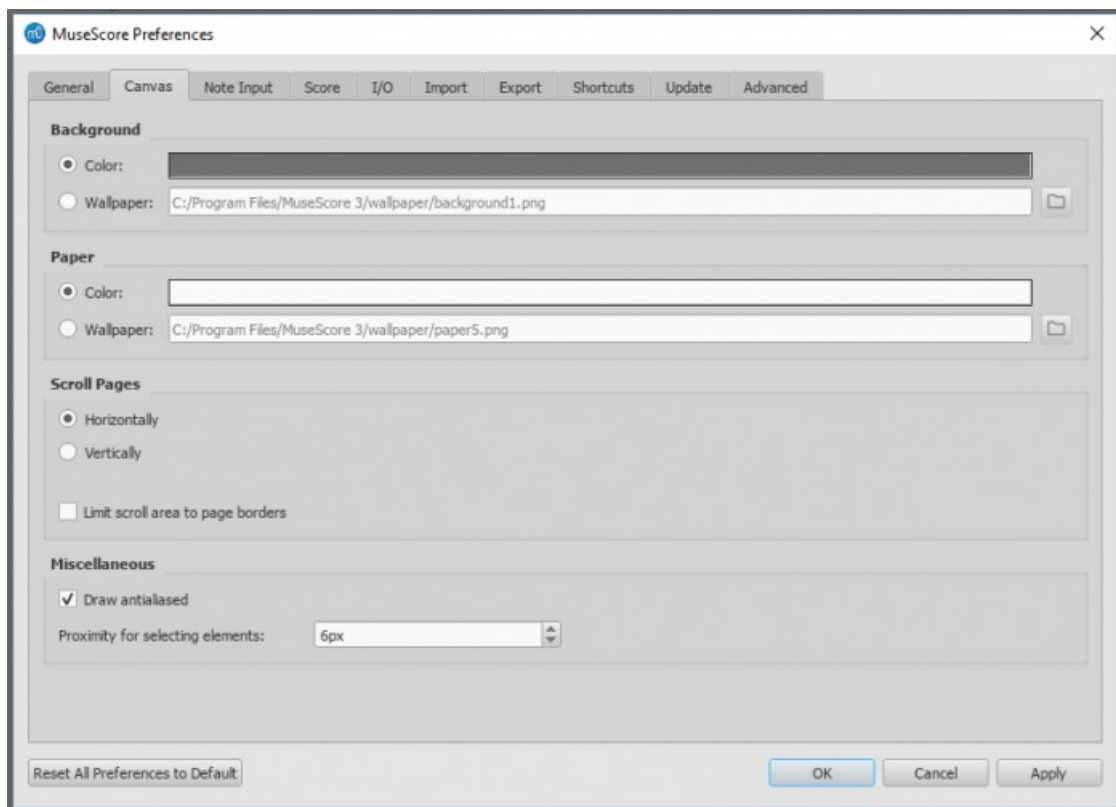 MuseScore Preferences
General Canvas Note Input Score I/O Import Export Shortcuts Update Advanced
Background
Color:
Wallpaper: C:/Program Files/MuseScore 3/wallpaper/background1.png
Paper
Color:
Wallpaper: C:/Program Files/MuseScore 3/wallpaper/paper5.png
Scroll Pages
Horizontally
Vertically
Limit scroll area to page borders
Miscellaneous
Draw antialiased
Proximity for selecting elements: 6px
Reset All Preferences to Default OK Cancel Apply